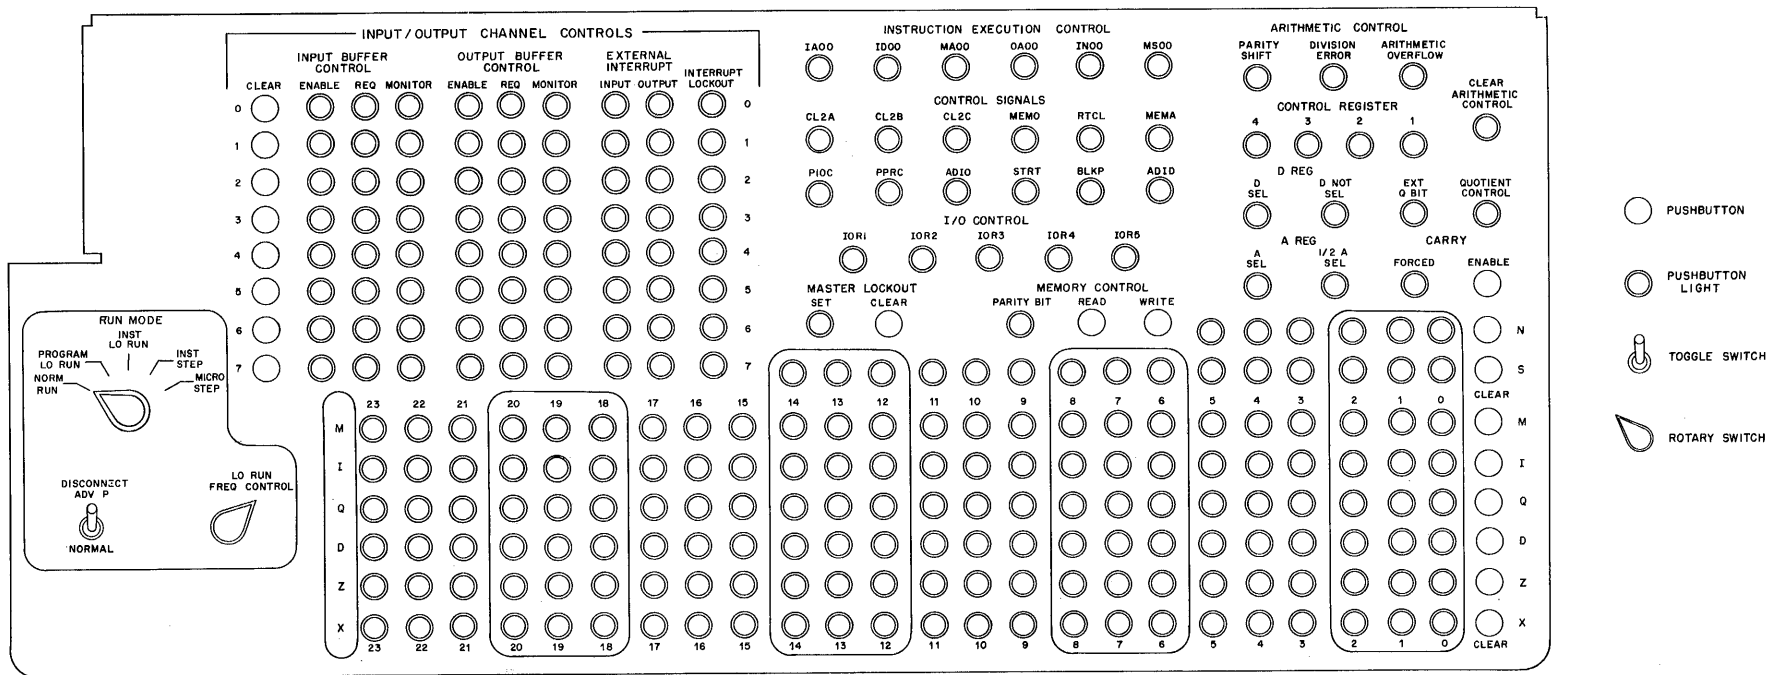 INPUT/OUTPUT CHANNEL CONTROLS
INPUT BUFFER CONTROL
OUTPUT BUFFER CONTROL
EXTERNAL INTERRUPT
CLEAR ENABLE REQ MONITOR ENABLE REQ MONITOR INPUT OUTPUT INTERRUPT LOCKOUT
0 0
1 1
2 2
3 3
4 4
5 5
6 6
7 7
INSTRUCTION EXECUTION CONTROL
IA00 ID00 MA00 OA00 IN00 MS00
CONTROL SIGNALS
CL2A CL2B CL2C MEMO RTCL MEMA
PIOC PPRC ADIO STRT BLKP ADID
I/O CONTROL
IOR1 IOR2 IOR3 IOR4 IOR5
MASTER LOCKOUT
SET CLEAR
MEMORY CONTROL
PARITY BIT READ WRITE
ARITHMETIC CONTROL
PARITY SHIFT
DIVISION ERROR
ARITHMETIC OVERFLOW
CLEAR ARITHMETIC CONTROL
CONTROL REGISTER
4 3 2 1
D REG
D SEL
D NOT SEL
EXT Q BIT
QUOTIENT CONTROL
A REG
CARRY
A SEL
1/2 A SEL
FORCED
ENABLE
N
S
RUN MODE
NORM RUN
PROGRAM LO RUN
INST LO RUN
INST STEP
MICRO STEP
DISCONNECT
ADV P
NORMAL
LO RUN
FREQ CONTROL
23 22 21 20 19 18 17 16 15 14 13 12 11 10 9 8 7 6 5 4 3 2 1 0 CLEAR
M M
I I
Q Q
D D
Z Z
X X
23 22 21 20 19 18 17 16 15 14 13 12 11 10 9 8 7 6 5 4 3 2 1 0 CLEAR
PUSHBUTTON
PUSHBUTTON
LIGHT
TOGGLE SWITCH
ROTARY SWITCH